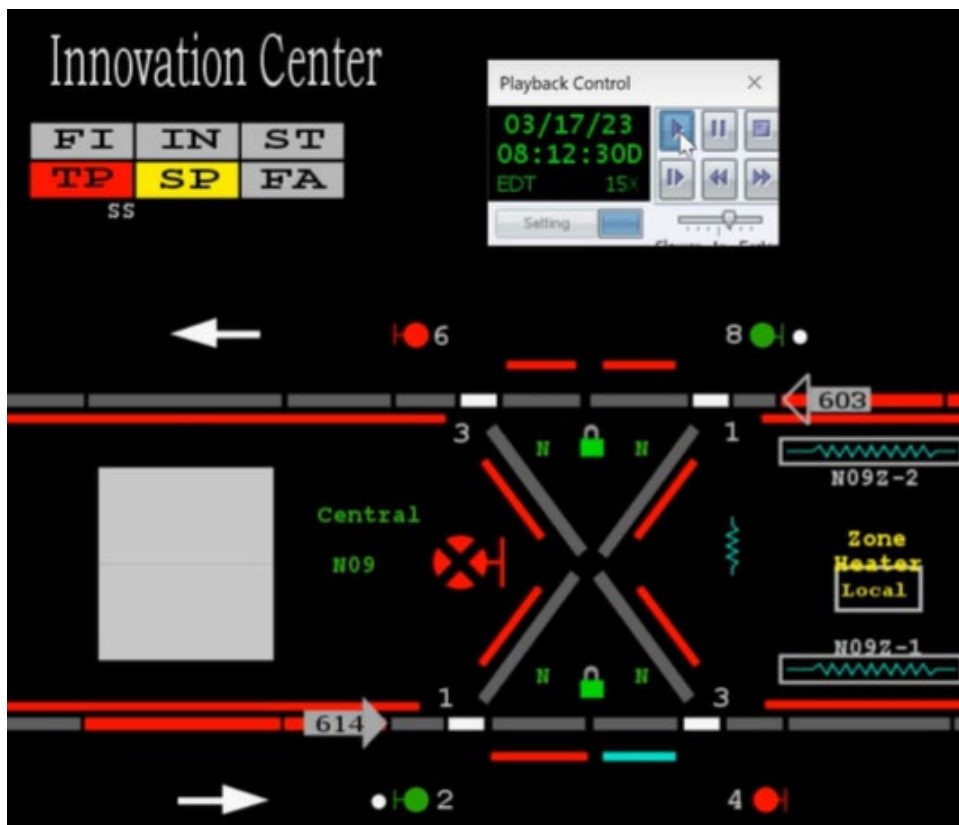 Innovation Center
Playback Control
FI IN ST
03/17/23
08:12:30D
TP SP FA
EDT 15X
SS
Setting
6
8
603
3
1
N
N
N09Z-2
Central
Zone
Heater
N09
Local
N09Z-1
N
N
1
3
614
2
4